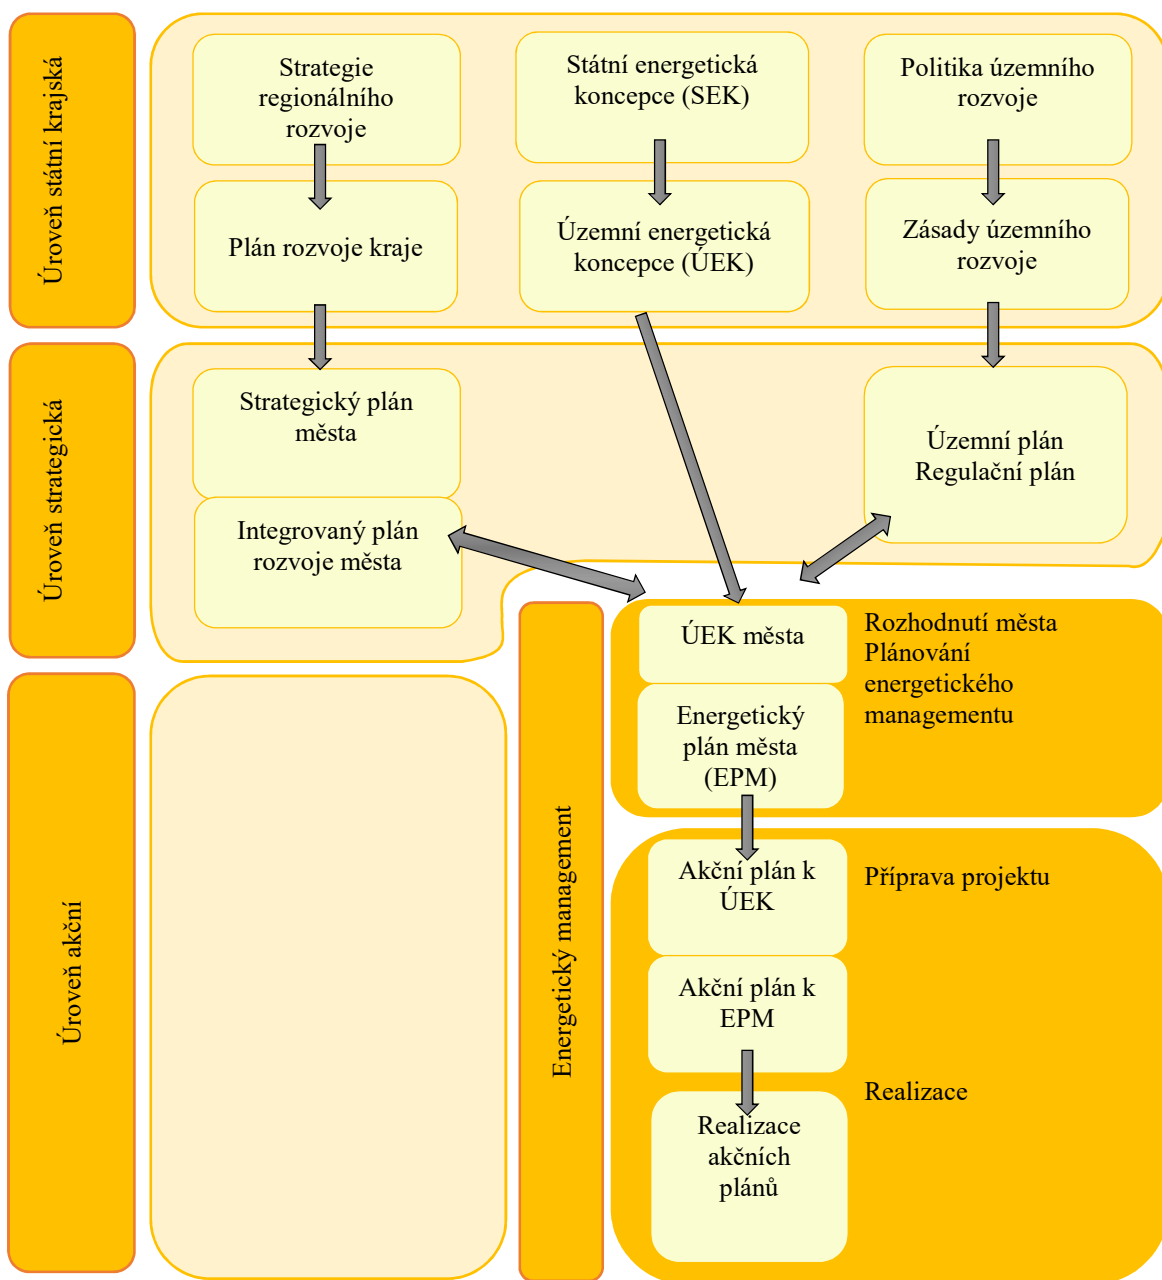 Úroveň státní krajská
Strategie
regionálního
rozvoje
Státní energetická
koncepce (SEK)
Politika územního
rozvoje
Plán rozvoje kraje
Územní energetická
koncepce (ÚEK)
Zásady územního
rozvoje
Úroveň strategická
Strategický plán
města
Územní plán
Regulační plán
Integrovaný plán
rozvoje města
Energetický management
ÚEK města
Rozhodnutí města
Plánování
energetického
managementu
Energetický
plán města
(EPM)
Úroveň akční
Akční plán k
ÚEK
Příprava projektu
Akční plán k
EPM
Realizace
Realizace
akčních
plánů